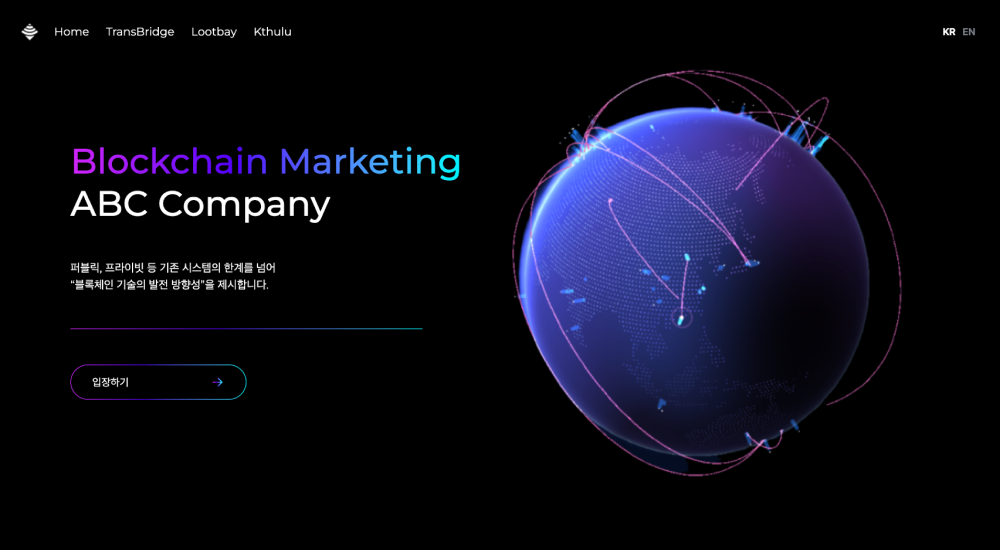 Home TransBridge Lootbay Kthulu KR EN
Blockchain Marketing
ABC Company
퍼블릭, 프라이빗 등 기존 시스템의 한계를 넘어
“블록체인 기술의 발전 방향성”을 제시합니다.
입장하기